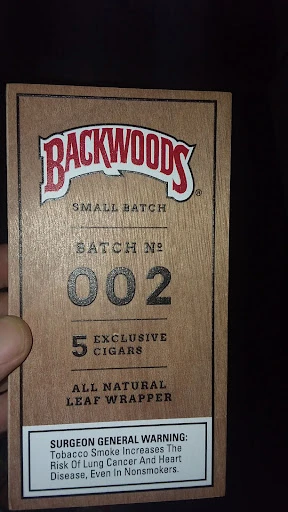 BACKWOODS®
SMALL BATCH
BATCH Nº
002
5 EXCLUSIVE
CIGARS
ALL NATURAL
LEAF WRAPPER
SURGEON GENERAL WARNING:
Tobacco Smoke Increases The
Risk Of Lung Cancer And Heart
Disease, Even In Nonsmokers.